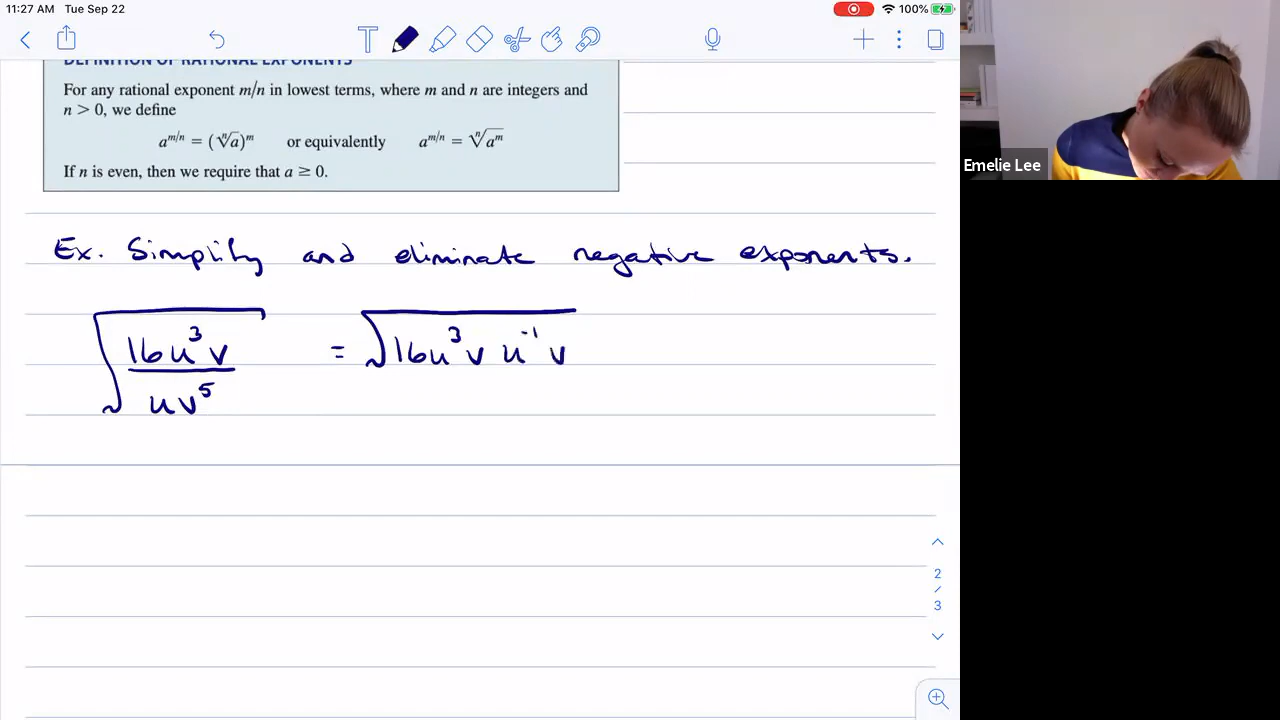 11:27 AM Tue Sep 22
100%
DEFINITION OF RATIONAL EXPONENTS
For any rational exponent m/n in lowest terms, where m and n are integers and
n > 0, we define
a^{m/n} = (ⁿ√a)^m or equivalently a^{m/n} = ⁿ√a^m
If n is even, then we require that a ≥ 0.
Emelie Lee
Ex. Simplify and eliminate negative exponents.
√(16u³v / uv⁵) = √(16u³v u⁻¹ v)
2
/
3